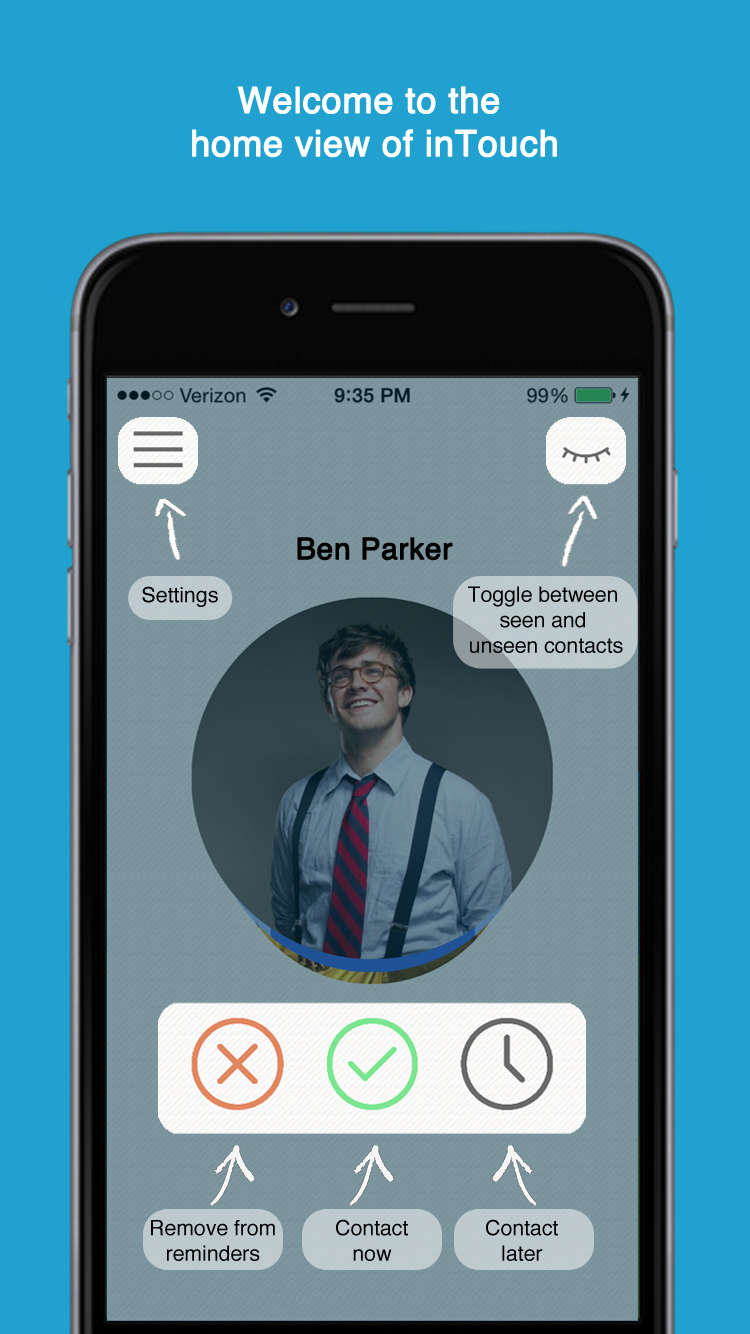 Welcome to the
home view of inTouch
Verizon 9:35 PM 99%
Ben Parker
Settings
Toggle between
seen and
unseen contacts
Remove from
reminders
Contact
now
Contact
later